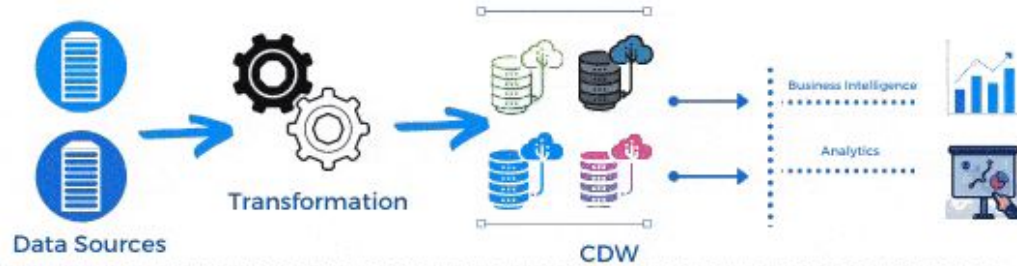 Business Intelligence
Analytics
Transformation
Data Sources
CDW